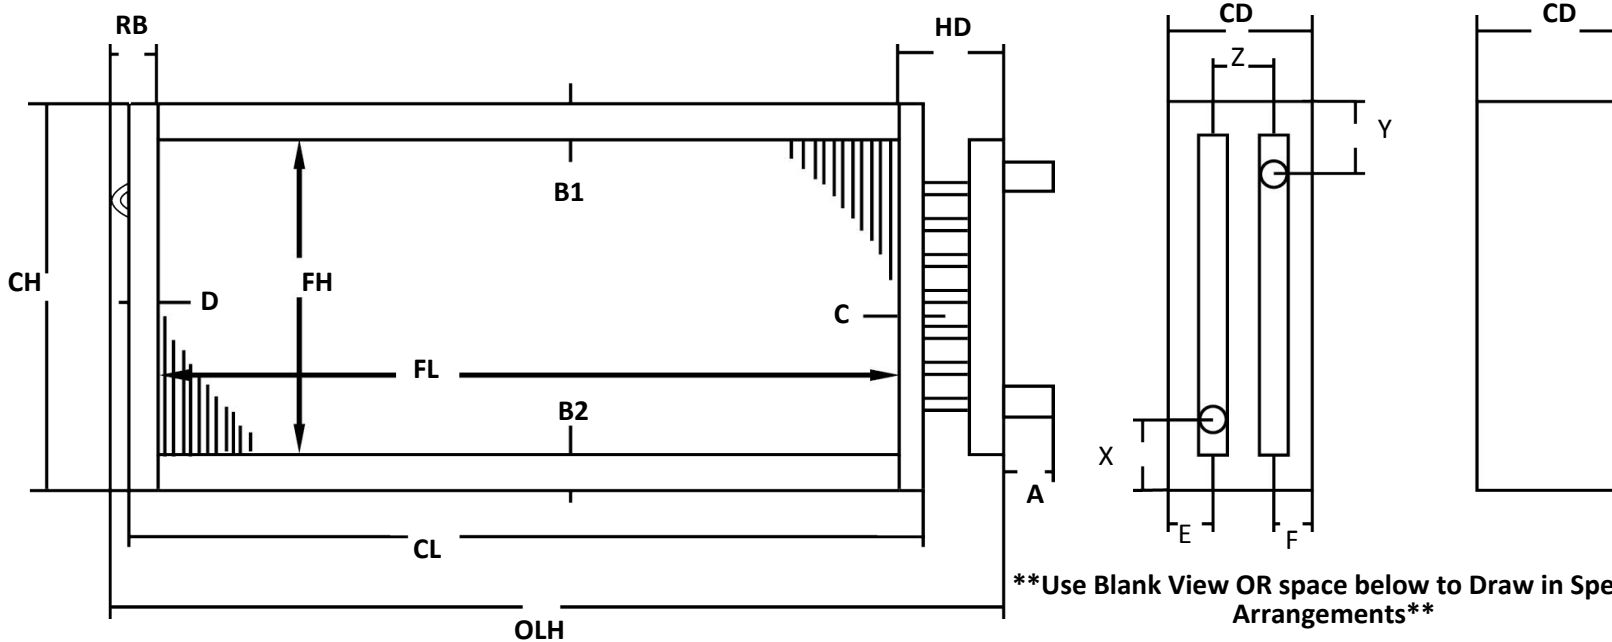 RB
HD
CD
CD
Z
Y
B1
CH
FH
D
C
FL
B2
X
A
E
F
CL
**Use Blank View OR space below to Draw in Spe
Arrangements**
OLH